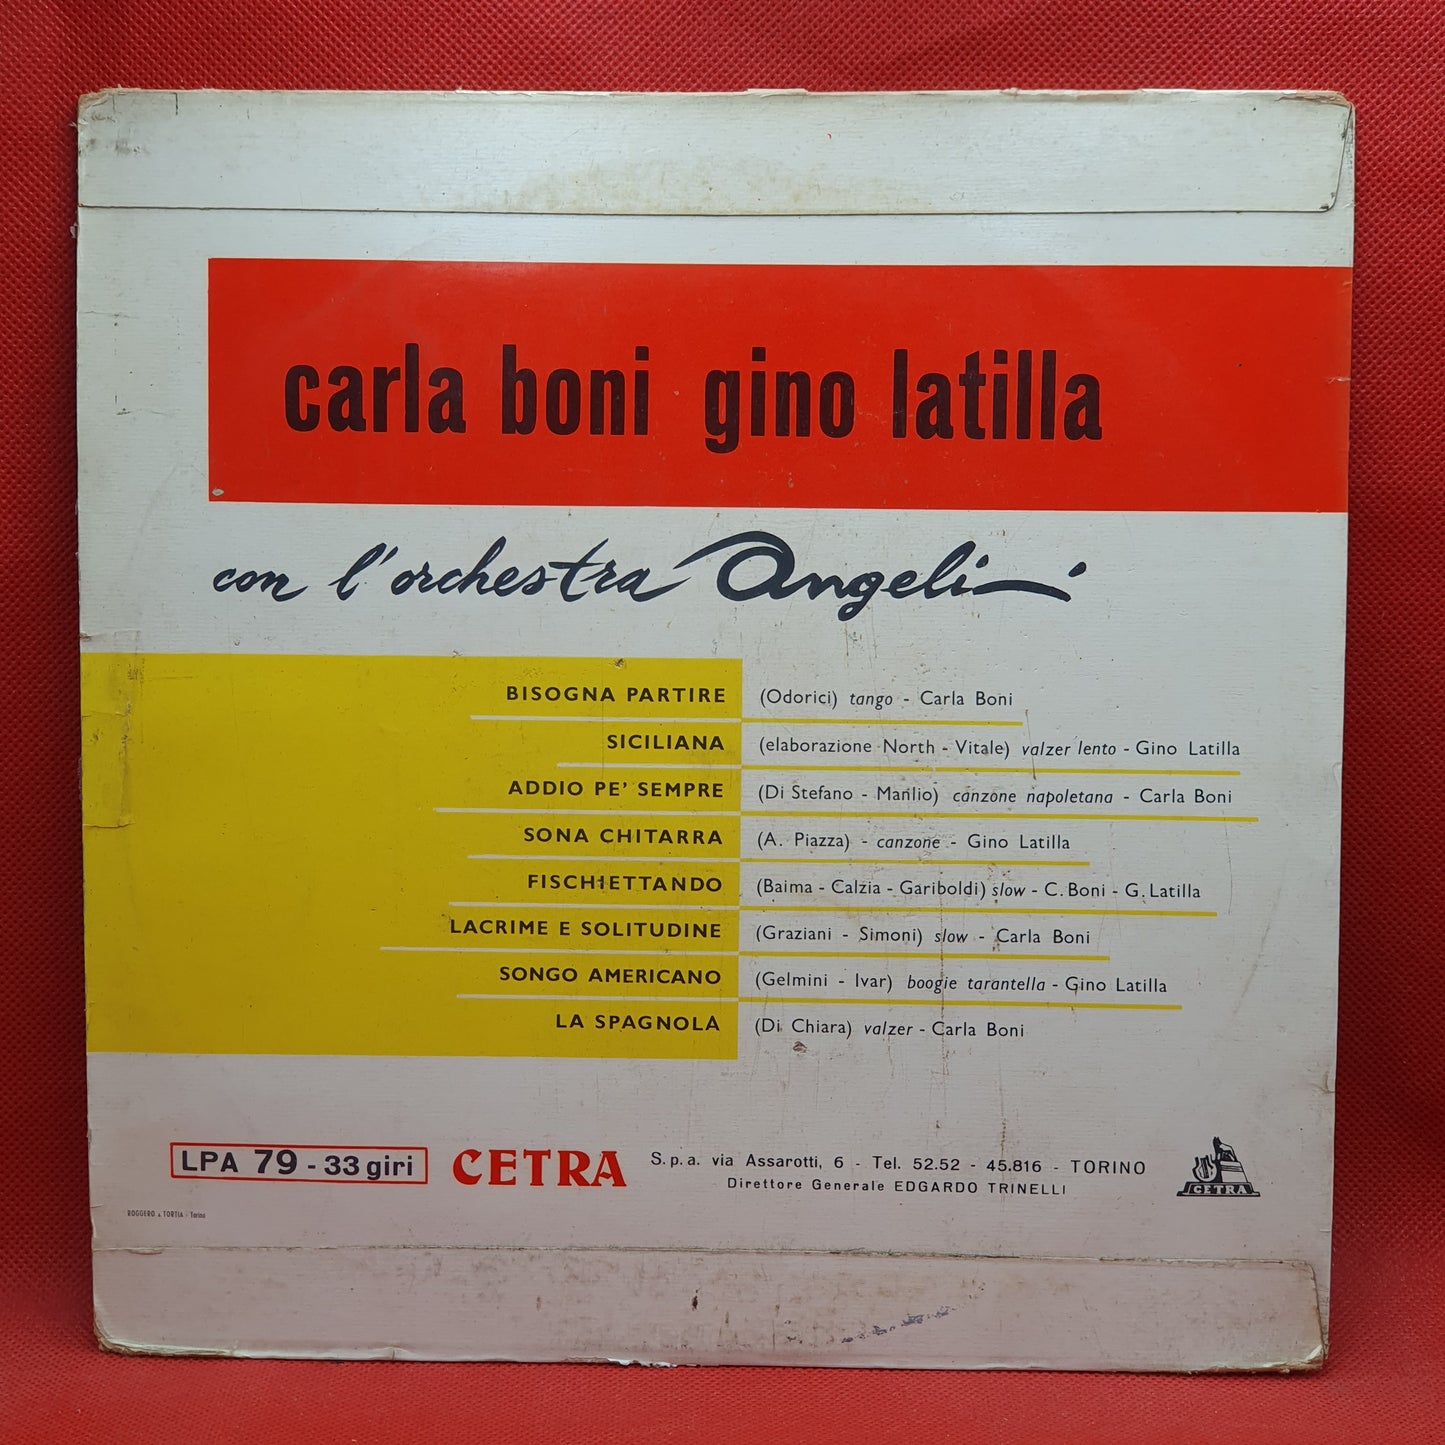 carla boni gino latilla
con l'orchestra Angelini
BISOGNA PARTIRE (Odorici) tango - Carla Boni
SICILIANA (elaborazione North - Vitale) valzer lento - Gino Latilla
ADDIO PE' SEMPRE (Di Stefano - Manlio) canzone napoletana - Carla Boni
SONA CHITARRA (A. Piazza) - canzone - Gino Latilla
FISCHIETTANDO (Baima - Calzia - Gariboldi) slow - C. Boni - G. Latilla
LACRIME E SOLITUDINE (Graziani - Simoni) slow - Carla Boni
SONGO AMERICANO (Gelmini - Ivar) boogie tarantella - Gino Latilla
LA SPAGNOLA (Di Chiara) valzer - Carla Boni
LPA 79 - 33 giri CETRA S.p.a. via Assarotti, 6 - Tel. 52.52 - 45.816 - TORINO
Direttore Generale EDGARDO TRINELLI
CETRA
ROGGERO & TORTIA - Torino